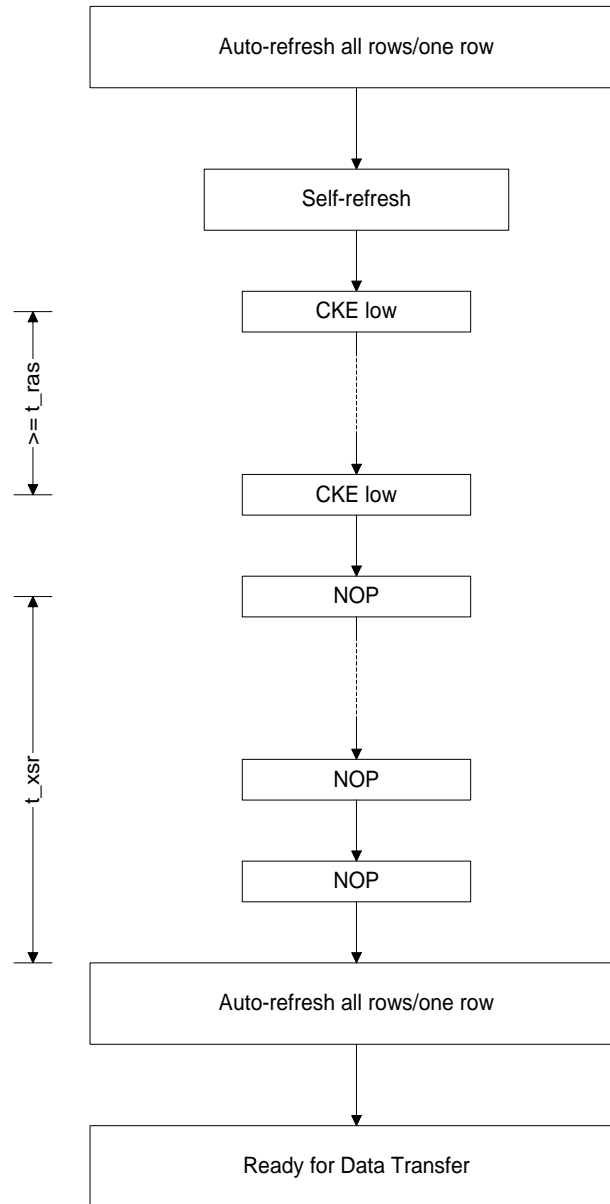 Auto-refresh all rows/one row
Self-refresh
CKE low
>= t_ras
CKE low
NOP
t_xsr
NOP
NOP
Auto-refresh all rows/one row
Ready for Data Transfer